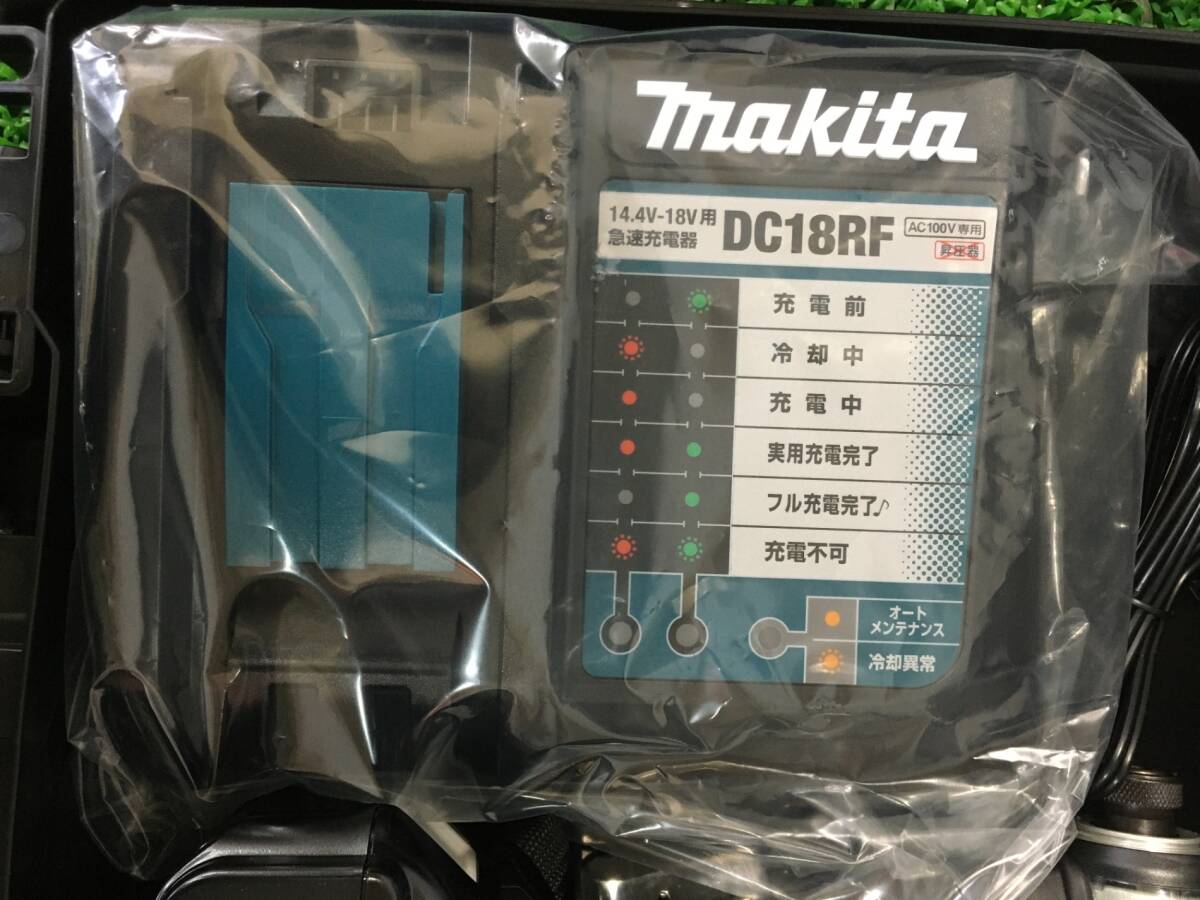 makita
14.4V-18V用
急速充電器
DC18RF
AC100V専用
昇圧器
充電前
冷却中
充電中
実用充電完了
フル充電完了♪
充電不可
オート
メンテナンス
冷却異常